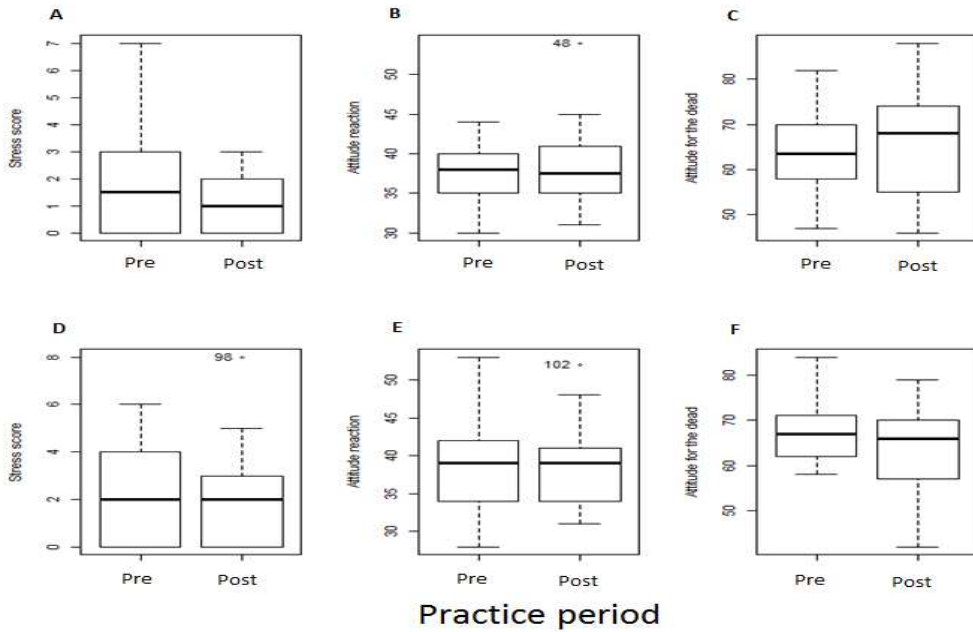 A
Stress score
0 1 2 3 4 5 6 7
Pre Post
B
Attitude reaction
30 35 40 45 50
48
Pre Post
C
Attitude for the dead
50 60 70 80
Pre Post
D
Stress score
0 2 4 6 8
98
Pre Post
E
Attitude reaction
30 35 40 45 50
102
Pre Post
F
Attitude for the dead
50 60 70 80
Pre Post
Practice period